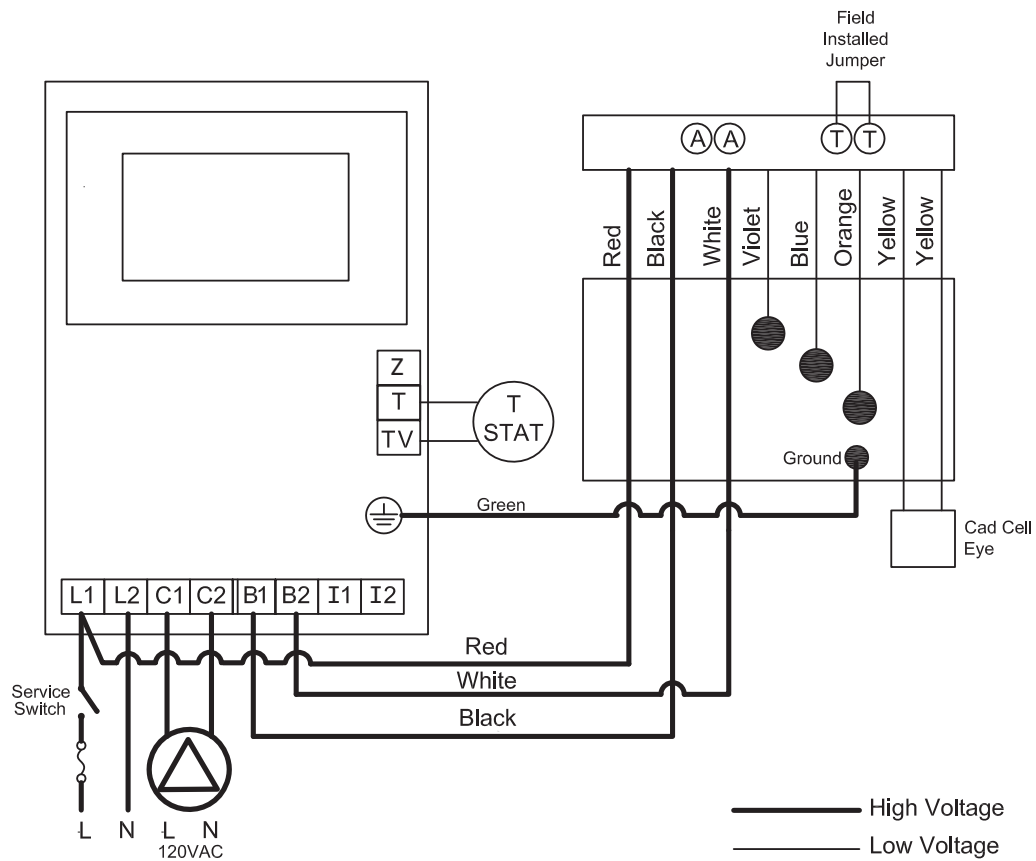 Field
Installed
Jumper
A A T T
Red
Black
White
Violet
Blue
Orange
Yellow
Yellow
Z
T
TV
T
STAT
Ground
Green
Cad Cell
Eye
L1 L2 C1 C2 B1 B2 I1 I2
Red
White
Black
Service
Switch
L N L N
120VAC
High Voltage
Low Voltage